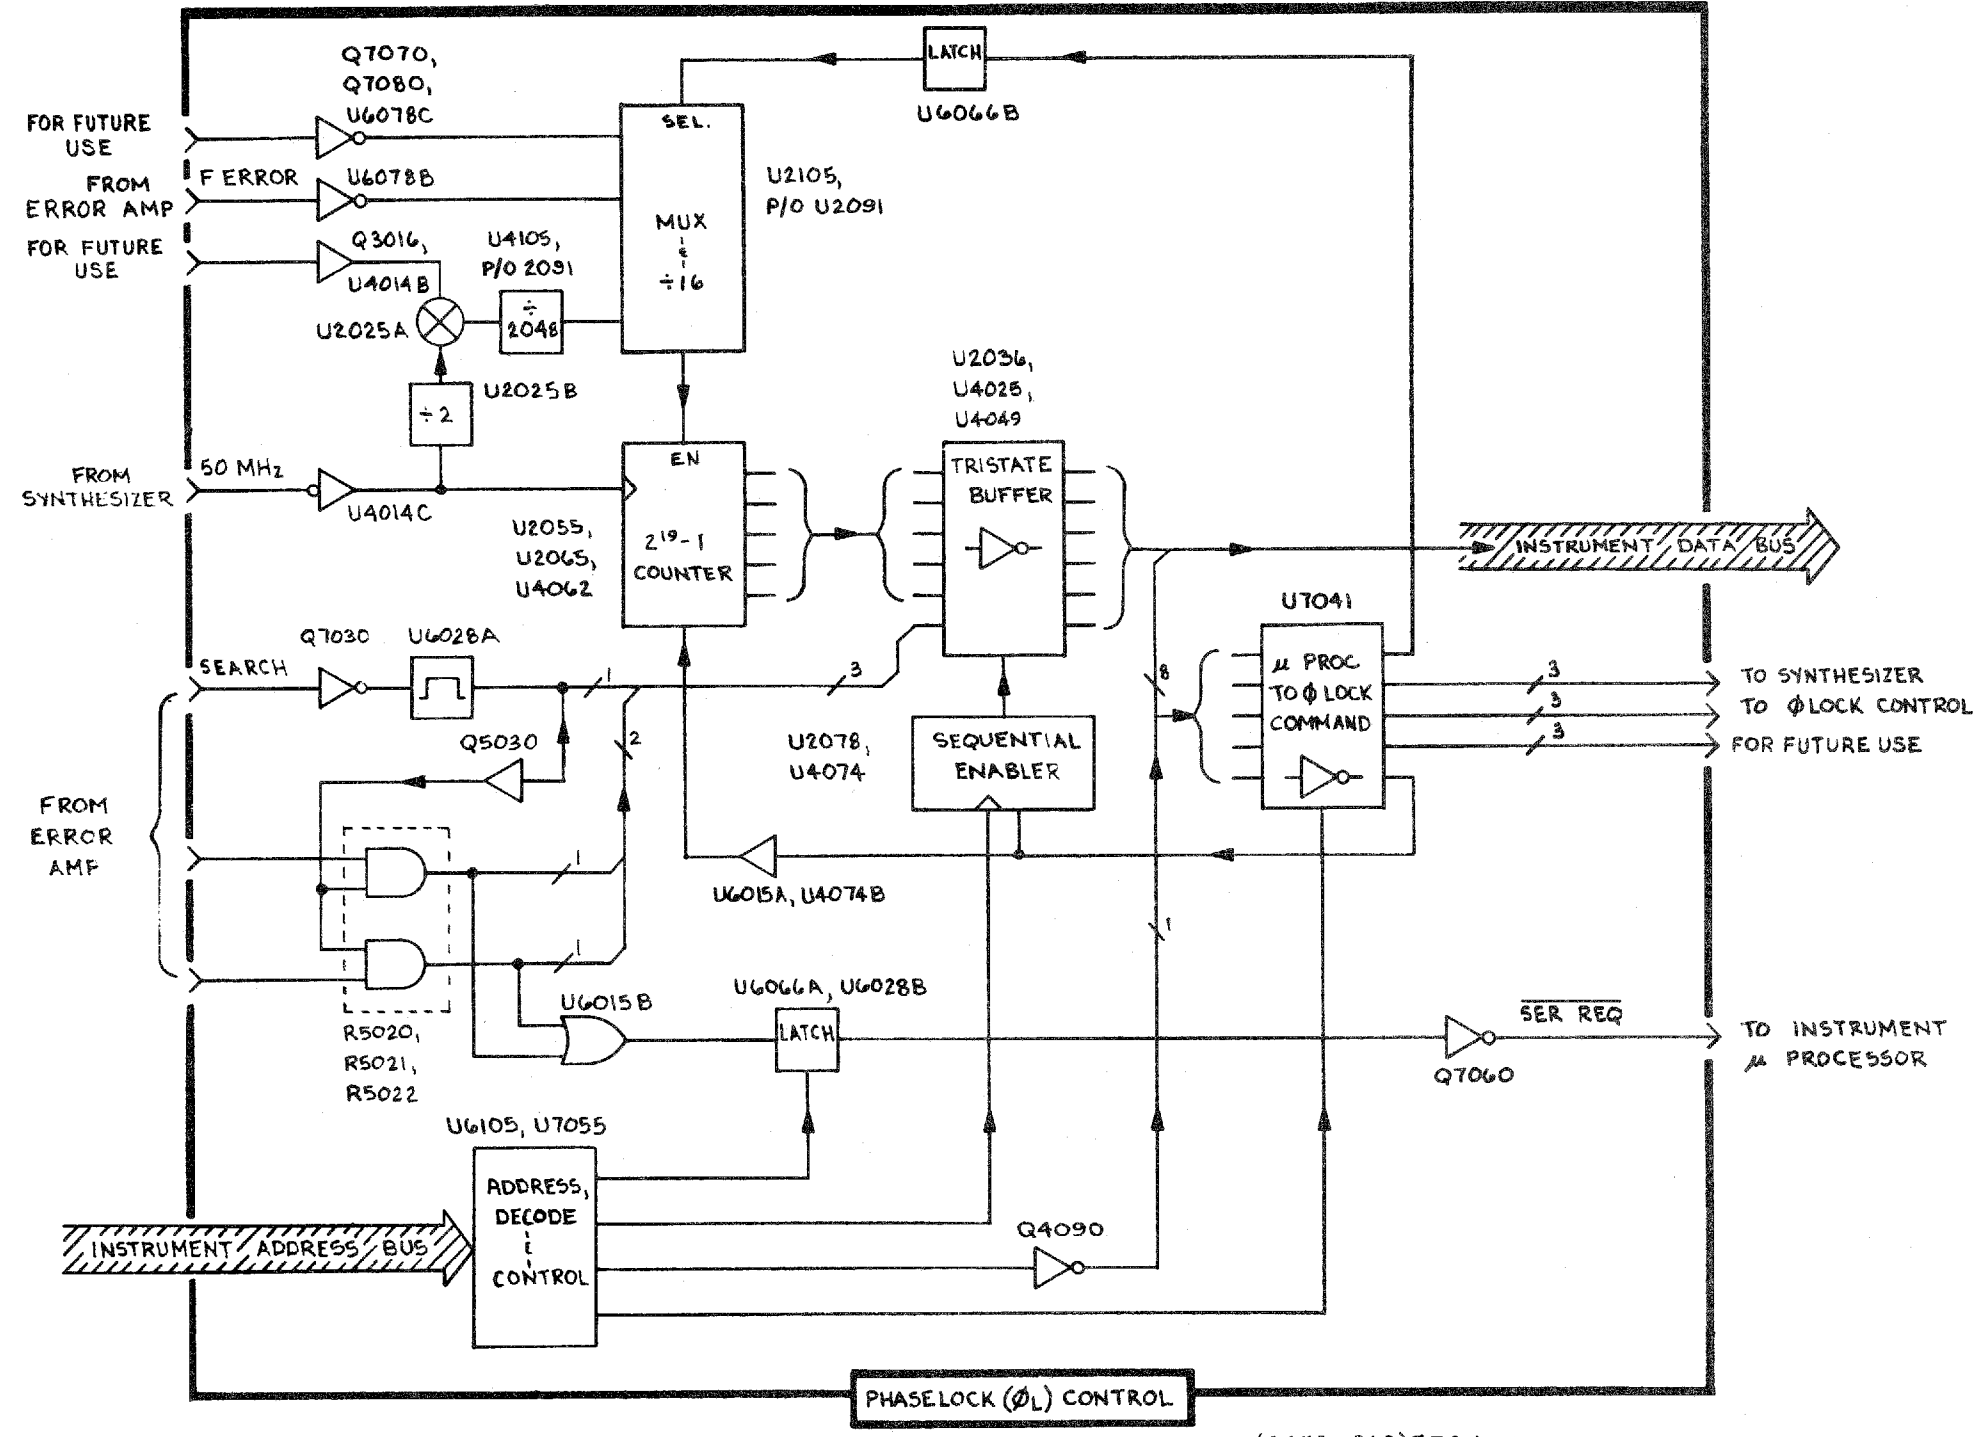 Q7070,
Q7080,
U6078C
FOR FUTURE
USE
LATCH
U6066B
SEL.
MUX
&
÷16
U2105,
P/O U2091
FROM
ERROR AMP
F ERROR
U6078B
FOR FUTURE
USE
Q3016,
U4014B
U4105,
P/O 2091
÷
2048
U2025A
÷2
U2025B
FROM
SYNTHESIZER
50 MHz
U4014C
EN
2¹⁹-1
COUNTER
U2055,
U2065,
U4062
U2036,
U4025,
U4049
TRISTATE
BUFFER
INSTRUMENT DATA BUS
U7041
μ PROC
TO ϕ LOCK
COMMAND
8
3
TO SYNTHESIZER
3
TO ϕLOCK CONTROL
3
FOR FUTURE USE
Q7030
U6028A
SEARCH
1
3
2
Q5030
U2078,
U4074
SEQUENTIAL
ENABLER
FROM
ERROR
AMP
1
1
U6015A, U4074B
1
R5020,
R5021,
R5022
U6015B
U6066A, U6028B
LATCH
SER REQ
Q7060
TO INSTRUMENT
μ PROCESSOR
U6105, U7055
ADDRESS,
DECODE
&
CONTROL
INSTRUMENT ADDRESS BUS
Q4090
PHASELOCK (ϕL) CONTROL